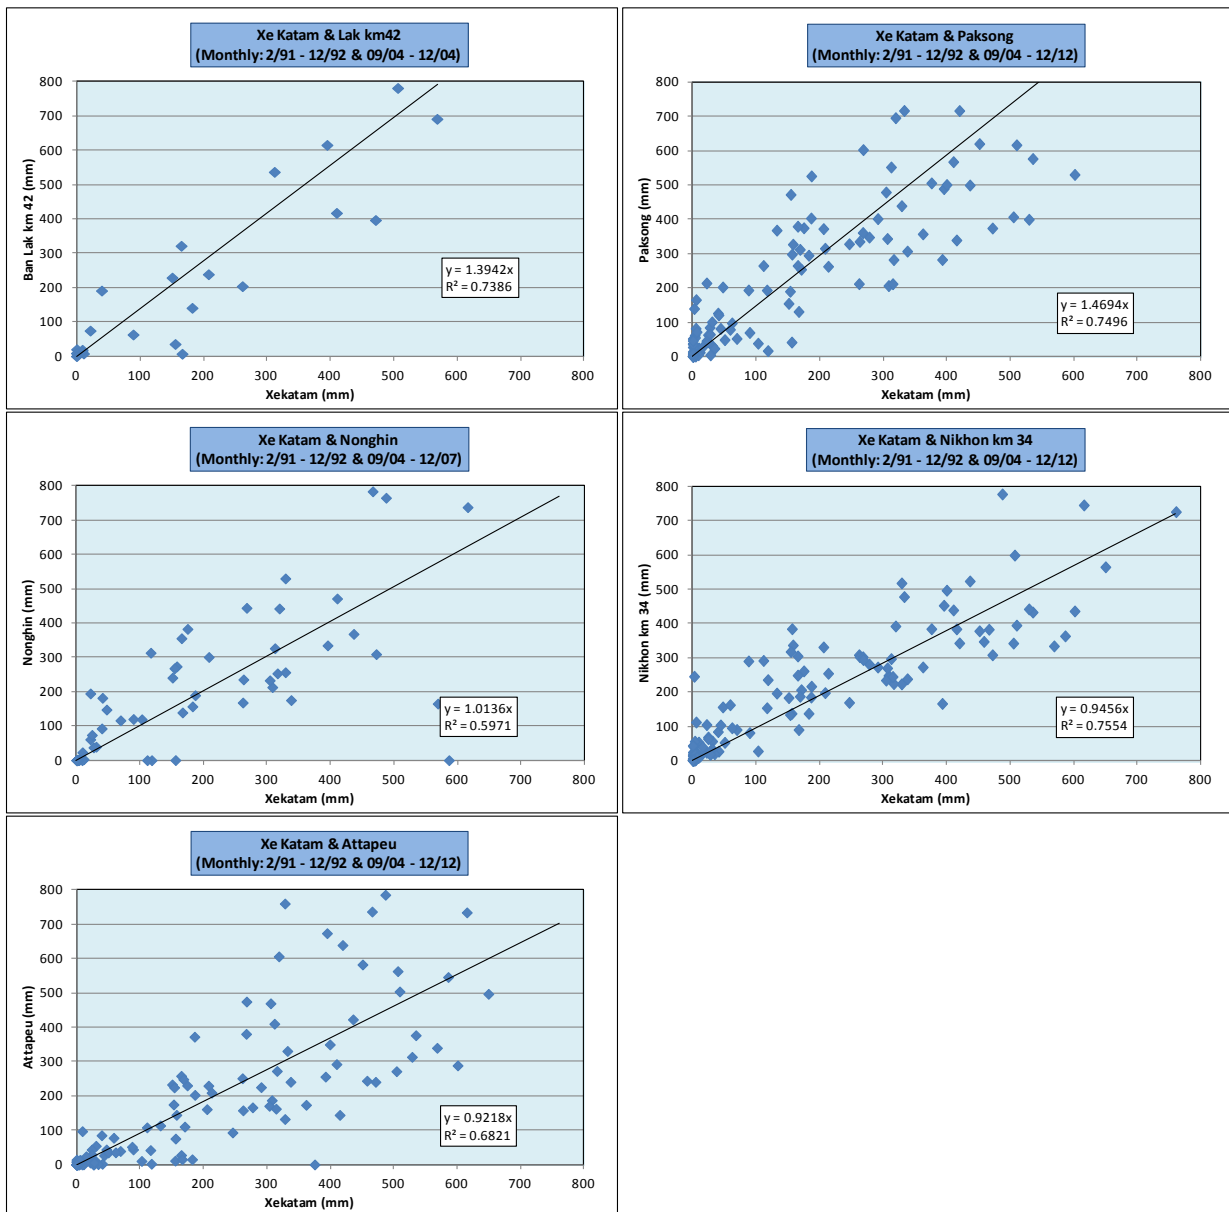 Xe Katam & Lak km42
(Monthly: 2/91 - 12/92 & 09/04 - 12/04)
Ban Lak km 42 (mm)
800
700
600
500
400
300
200
100
0
y = 1.3942x
R² = 0.7386
0 100 200 300 400 500 600 700 800
Xekatam (mm)
Xe Katam & Paksong
(Monthly: 2/91 - 12/92 & 09/04 - 12/12)
Paksong (mm)
800
700
600
500
400
300
200
100
0
y = 1.4694x
R² = 0.7496
0 100 200 300 400 500 600 700 800
Xekatam (mm)
Xe Katam & Nonghin
(Monthly: 2/91 - 12/92 & 09/04 - 12/07)
Nonghin (mm)
800
700
600
500
400
300
200
100
0
y = 1.0136x
R² = 0.5971
0 100 200 300 400 500 600 700 800
Xekatam (mm)
Xe Katam & Nikhon km 34
(Monthly: 2/91 - 12/92 & 09/04 - 12/12)
Nikhon km 34 (mm)
800
700
600
500
400
300
200
100
0
y = 0.9456x
R² = 0.7554
0 100 200 300 400 500 600 700 800
Xekatam (mm)
Xe Katam & Attapeu
(Monthly: 2/91 - 12/92 & 09/04 - 12/12)
Attapeu (mm)
800
700
600
500
400
300
200
100
0
y = 0.9218x
R² = 0.6821
0 100 200 300 400 500 600 700 800
Xekatam (mm)